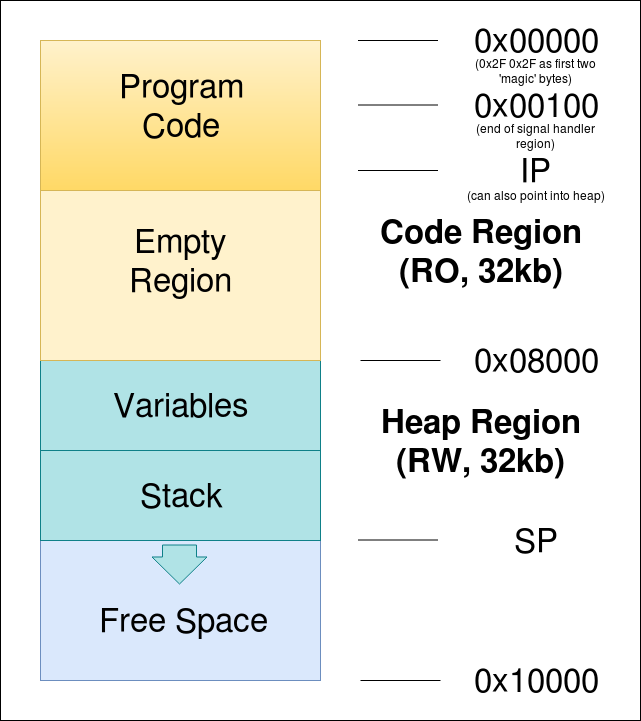 Program
Code
Empty
Region
Variables
Stack
Free Space
0x00000
(0x2F 0x2F as first two
'magic' bytes)
0x00100
(end of signal handler
region)
IP
(can also point into heap)
Code Region
(RO, 32kb)
0x08000
Heap Region
(RW, 32kb)
SP
0x10000